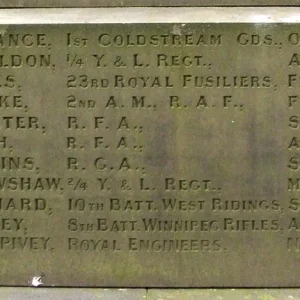 ANCE, 1ST COLDSTREAM GDS., O
LDON, ¼ Y. & L. REGT., A
S, 23RD ROYAL FUSILIERS, F
KE, 2ND A. M., R. A. F., F
TER, R. F. A., S
H, R. F. A., A
INS, R. G. A., S
WSHAW, 2/4 Y. & L. REGT., M
HARD, 10TH BATT. WEST RIDINGS, S
EY, 8TH BATT. WINNIPEG RIFLES, A
PIVEY, ROYAL ENGINEERS. N